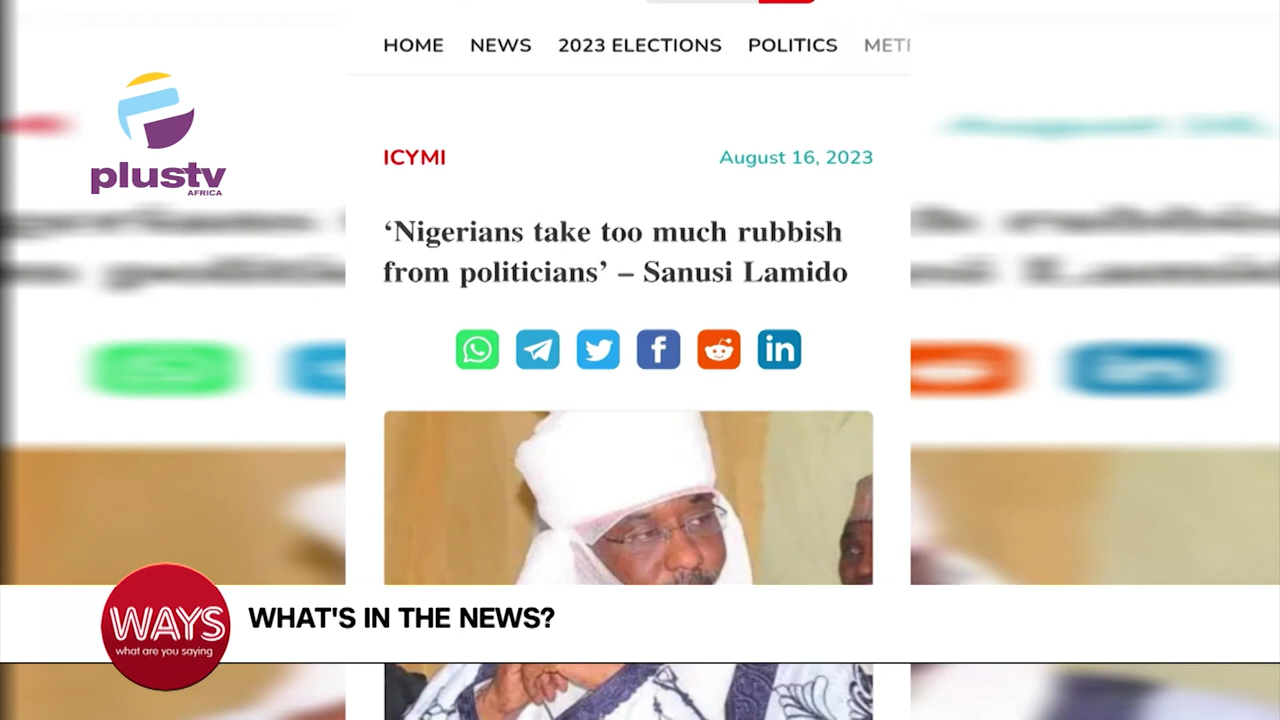 HOME NEWS 2023 ELECTIONS POLITICS
plustv
AFRICA
ICYMI
August 16, 2023
‘Nigerians take too much rubbish
from politicians’ – Sanusi Lamido
in
WAYS
what are you saying
WHAT'S IN THE NEWS?